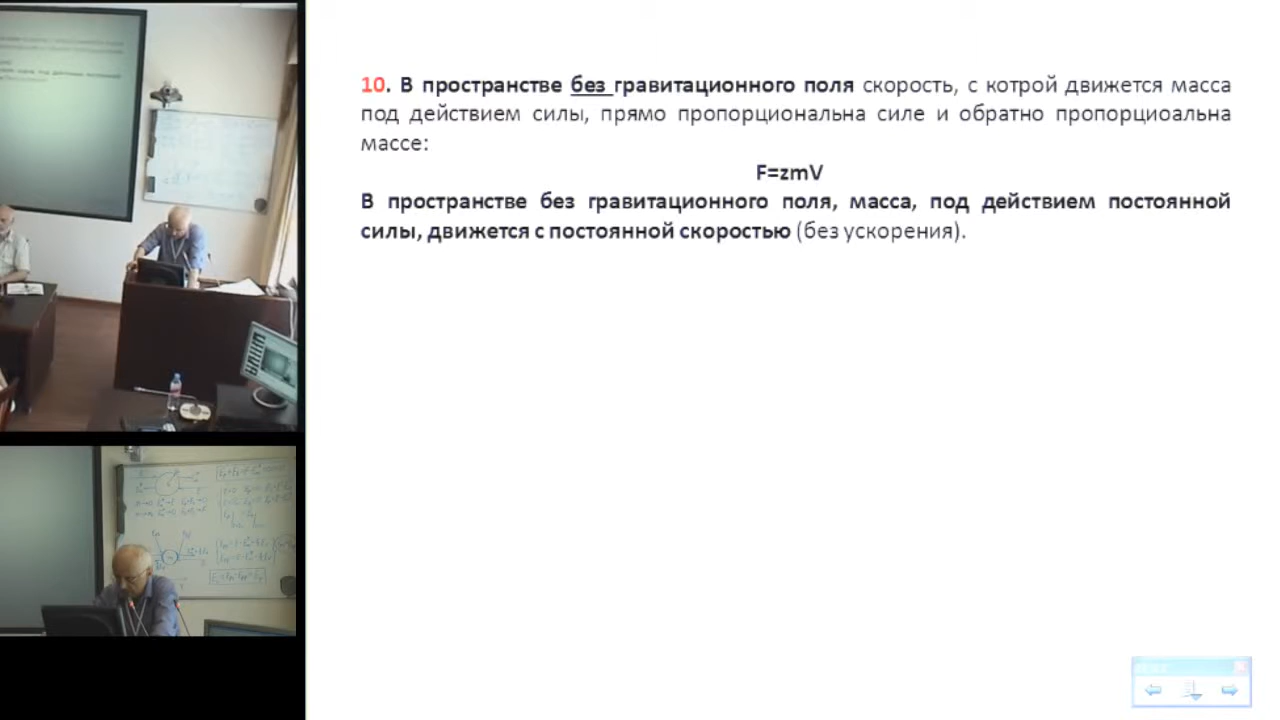 10. В пространстве без гравитационного поля скорость, с котрой движется масса
под действием силы, прямо пропорциональна силе и обратно пропорциоальна
массе:
F=zmV
В пространстве без гравитационного поля, масса, под действием постоянной
силы, движется с постоянной скоростью (без ускорения).